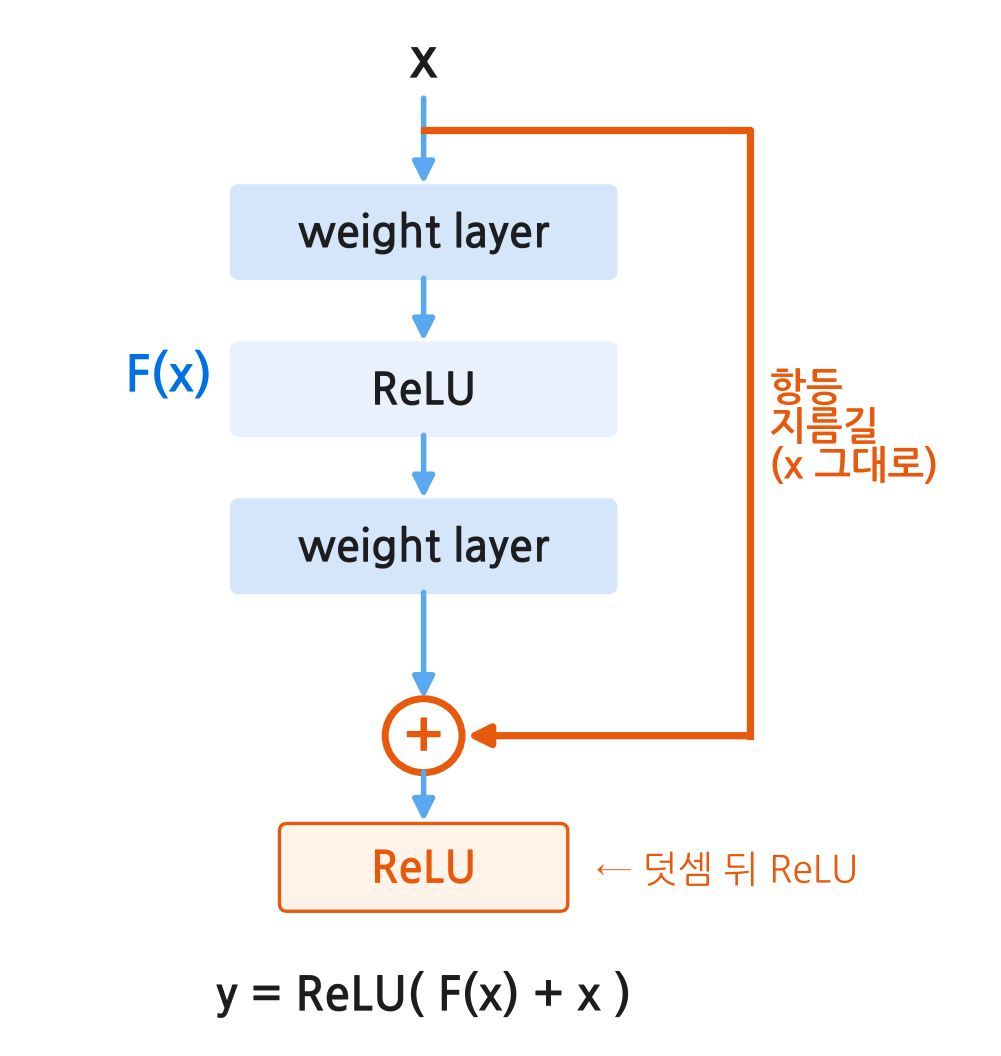 x
weight layer
F(x)
ReLU
항등
지름길
(x 그대로)
weight layer
+
ReLU
← 덧셈 뒤 ReLU
y = ReLU( F(x) + x )